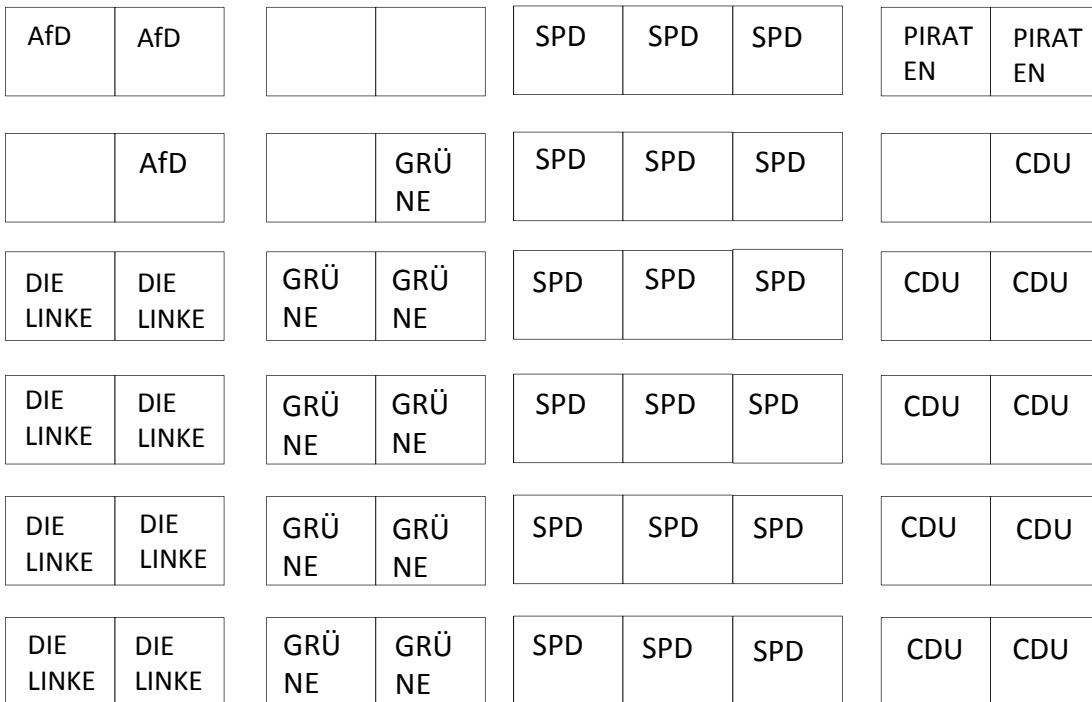 AfD AfD SPD SPD SPD PIRAT PIRAT
EN EN
AfD GRÜ SPD SPD SPD CDU
NE
DIE DIE GRÜ GRÜ SPD SPD SPD CDU CDU
LINKE LINKE NE NE
DIE DIE GRÜ GRÜ SPD SPD SPD CDU CDU
LINKE LINKE NE NE
DIE DIE GRÜ GRÜ SPD SPD SPD CDU CDU
LINKE LINKE NE NE
DIE DIE GRÜ GRÜ SPD SPD SPD CDU CDU
LINKE LINKE NE NE